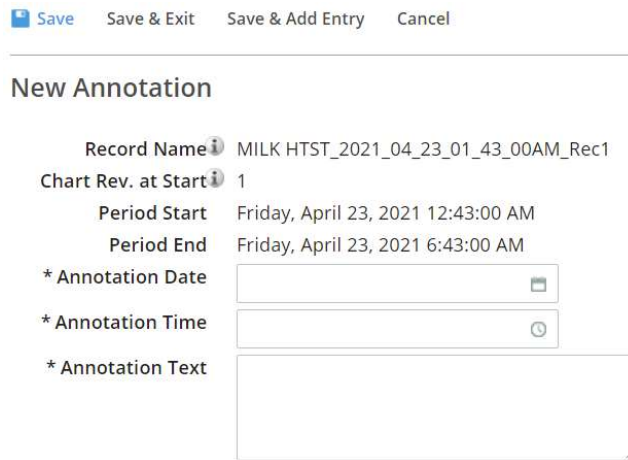 Save Save & Exit Save & Add Entry Cancel
New Annotation
Record Name MILK HTST_2021_04_23_01_43_00AM_Rec1
Chart Rev. at Start 1
Period Start Friday, April 23, 2021 12:43:00 AM
Period End Friday, April 23, 2021 6:43:00 AM
* Annotation Date
* Annotation Time
* Annotation Text